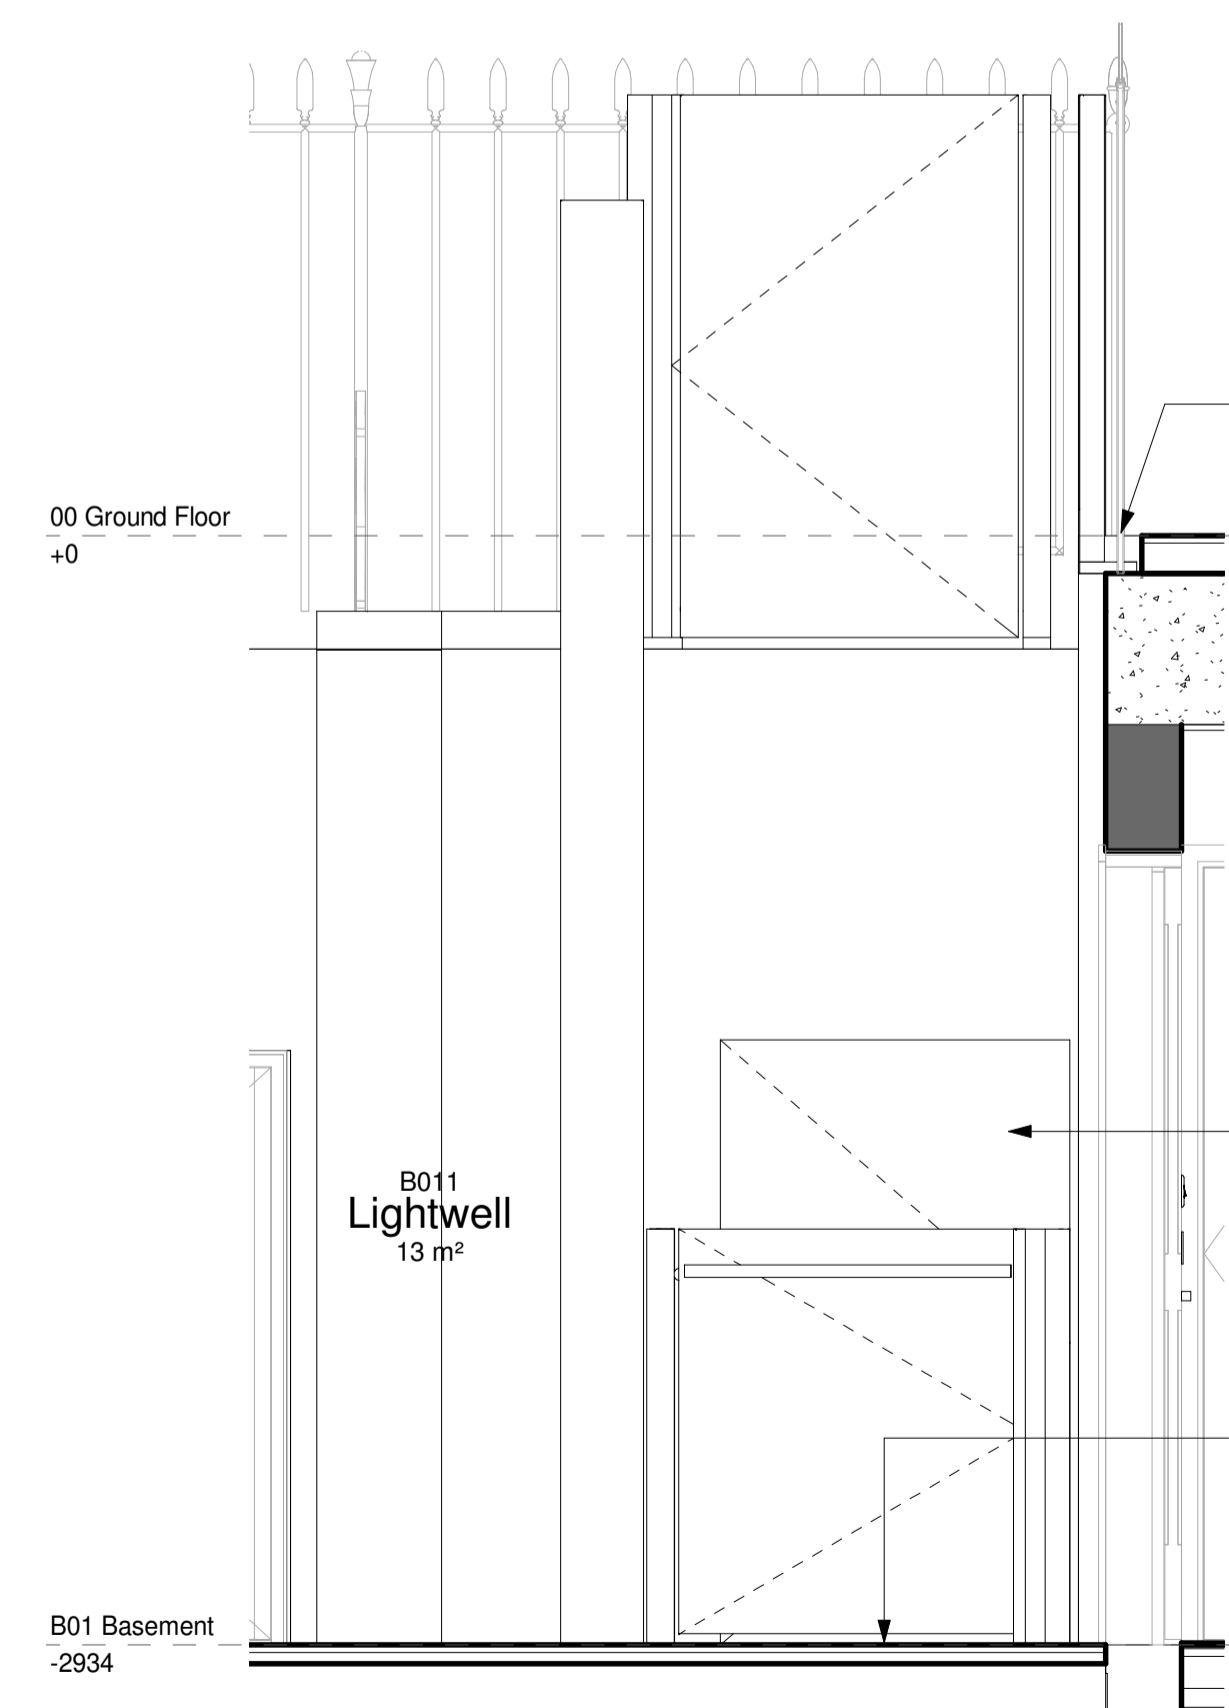 00 Ground Floor
+0
B011
Lightwell
13 m²
B01 Basement
-2934